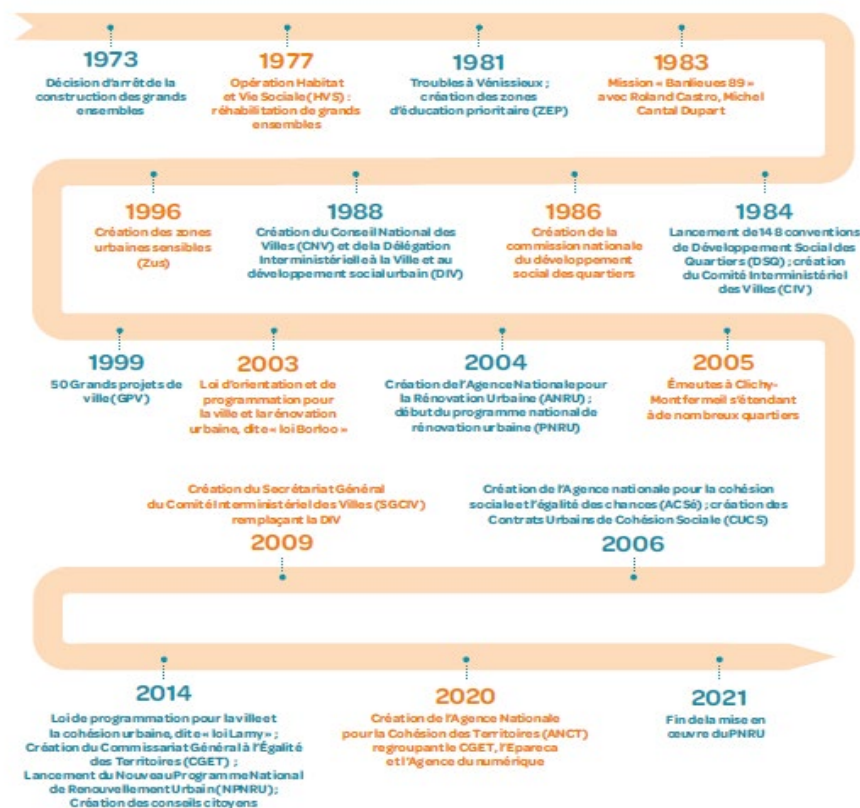 1973
Décision d'arrêt de la
construction des grands
ensembles
1977
Opération Habitat
et Vie Sociale (HVS) :
réhabilitation de grands
ensembles
1981
Troubles à Vénissieux ;
création des zones
d'éducation prioritaire (ZEP)
1983
Mission « Banlieues 89 »
avec Roland Castro, Michel
Cantal Dupart
1984
Lancement de 148 conventions
de Développement Social des
Quartiers (DSQ) ; création
du Comité Interministériel
des Villes (CIV)
1986
Création de la
commission nationale
du développement
social des quartiers
1988
Création du Conseil National des
Villes (CNV) et de la Délégation
Interministérielle à la Ville et au
développement social urbain (DIV)
1996
Création des zones
urbaines sensibles
(Zus)
1999
50 Grands projets de
ville (GPV)
2003
Loi d'orientation et de
programmation pour
la ville et la rénovation
urbaine, dite « loi Borloo »
2004
Création de l'Agence Nationale pour
la Rénovation Urbaine (ANRU) ;
début du programme national de
rénovation urbaine (PNRU)
2005
Émeutes à Clichy-
Montfermeil s'étendant
à de nombreux quartiers
Création de l'Agence nationale pour la cohésion
sociale et l'égalité des chances (ACSé) ; création des
Contrats Urbains de Cohésion Sociale (CUCS)
2006
Création du Secrétariat Général
du Comité Interministériel des Villes (SGCIV)
remplaçant la DIV
2009
2014
Loi de programmation pour la ville et
la cohésion urbaine, dite « loi Lamy » ;
Création du Commissariat Général à l'Égalité
des Territoires (CGET) ;
Lancement du Nouveau Programme National
de Renouvellement Urbain (NPNRU) ;
Création des conseils citoyens
2020
Création de l'Agence Nationale
pour la Cohésion des Territoires (ANCT)
regroupant le CGET, l'Epareca
et l'Agence du numérique
2021
Fin de la mise en
œuvre du PNRU